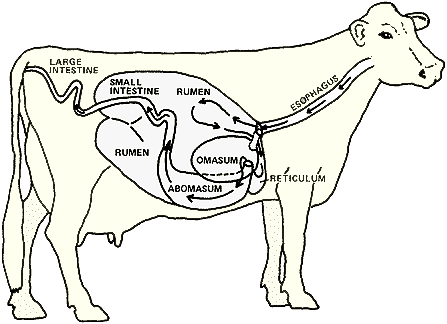 LARGE
INTESTINE
SMALL
INTESTINE
RUMEN
ESOPHAGUS
RUMEN
OMASUM
RETICULUM
ABOMASUM